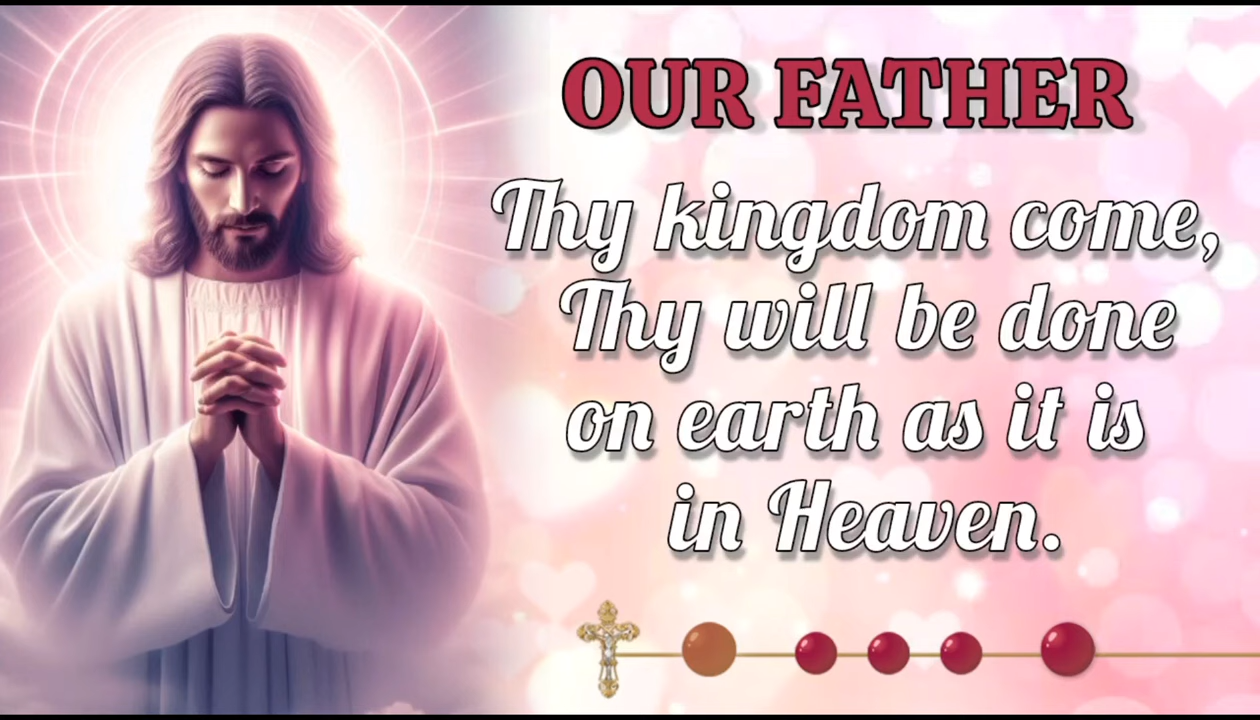 OUR FATHER
Thy kingdom come,
Thy will be done
on earth as it is
in Heaven.